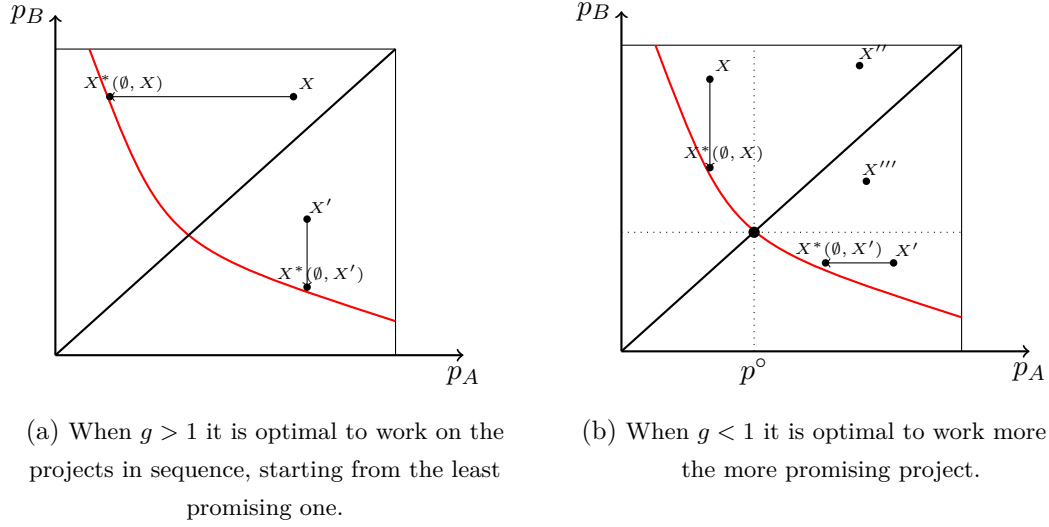 p_B
X*(∅, X)
X
X′
X*(∅, X′)
p_A
(a) When g > 1 it is optimal to work on the
projects in sequence, starting from the least
promising one.
p_B
X″
X
X*(∅, X)
X‴
X*(∅, X′)
X′
p°
p_A
(b) When g < 1 it is optimal to work more
the more promising project.